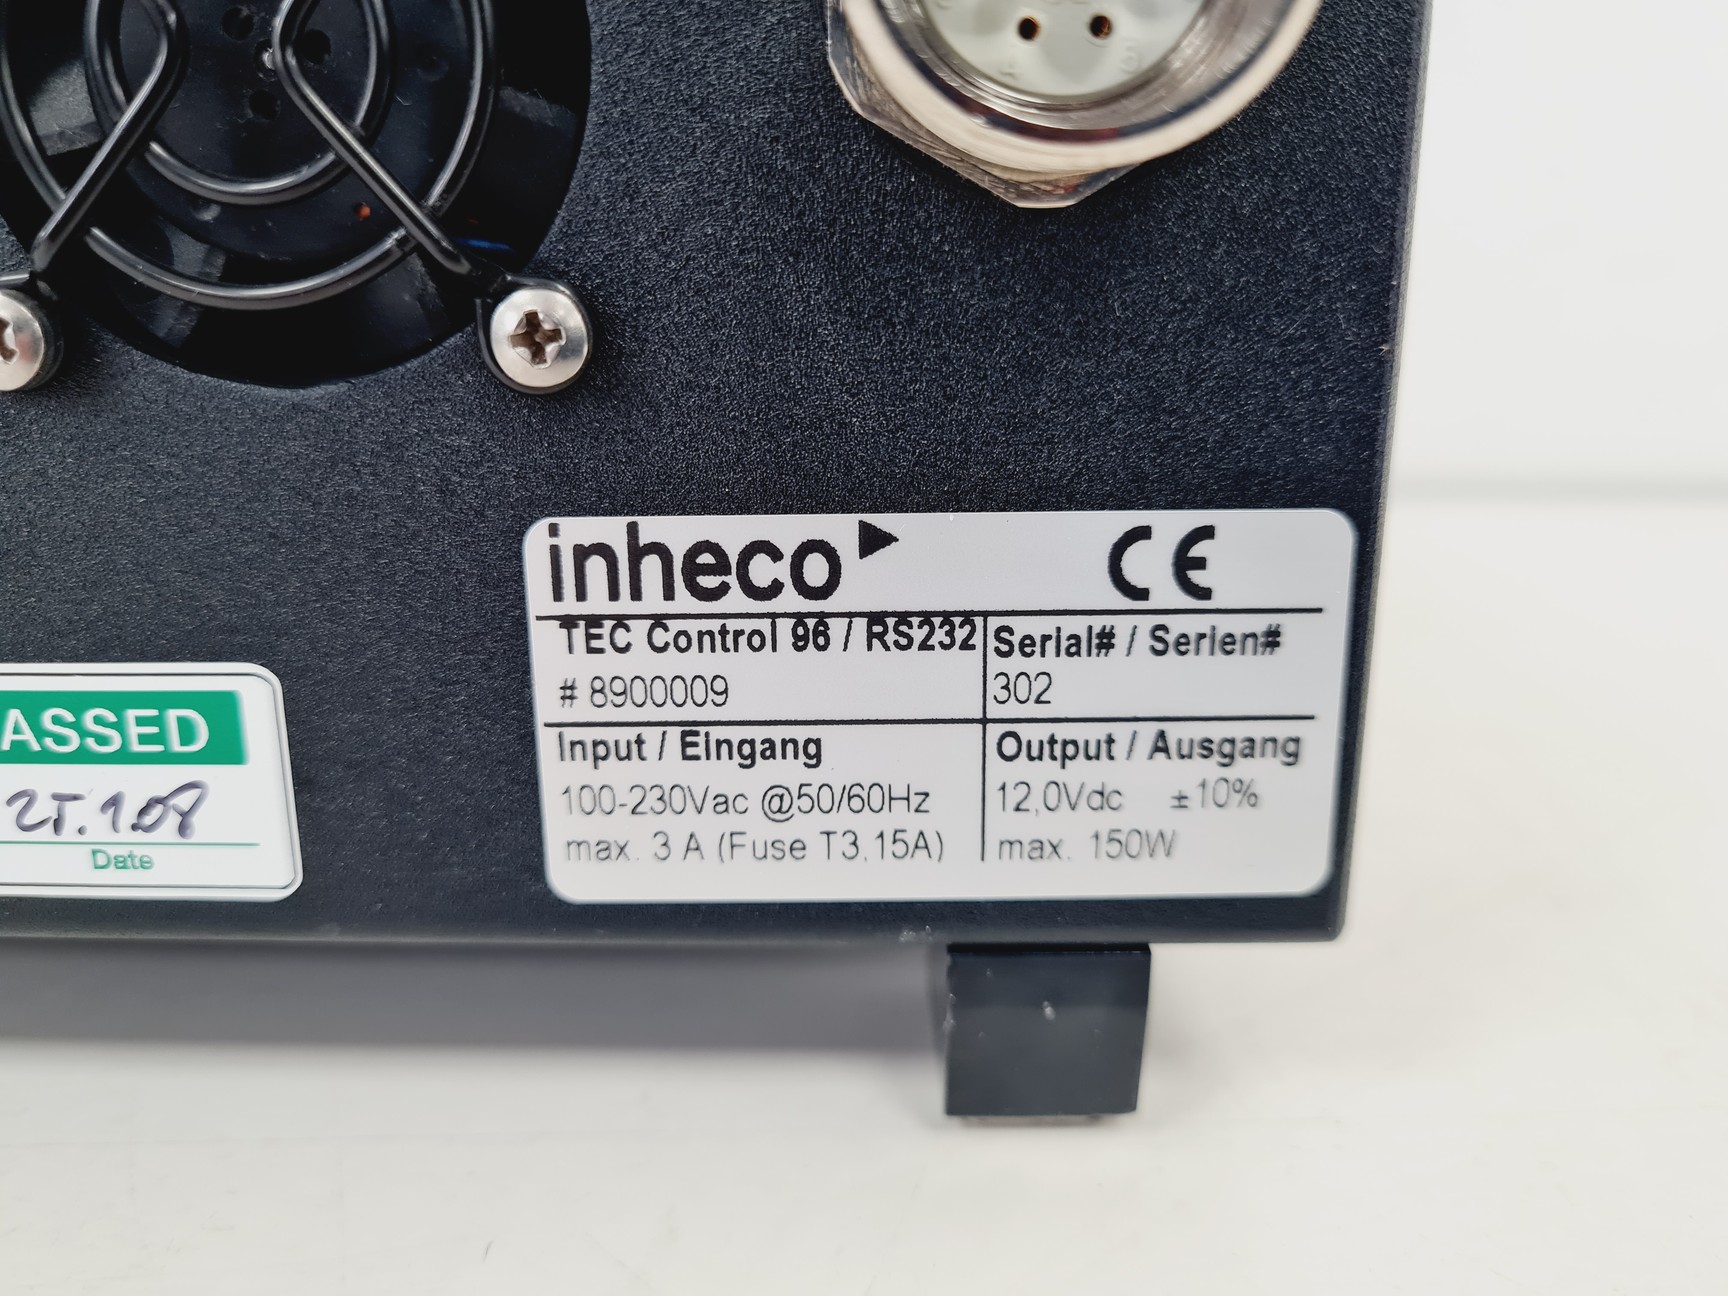 inheco
CE
TEC Control 96 / RS232
Serial# / Serien#
# 8900009
302
Input / Eingang
Output / Ausgang
100-230Vac @50/60Hz
12,0Vdc ±10%
max. 3 A (Fuse T3,15A)
max. 150W
ASSED
Date